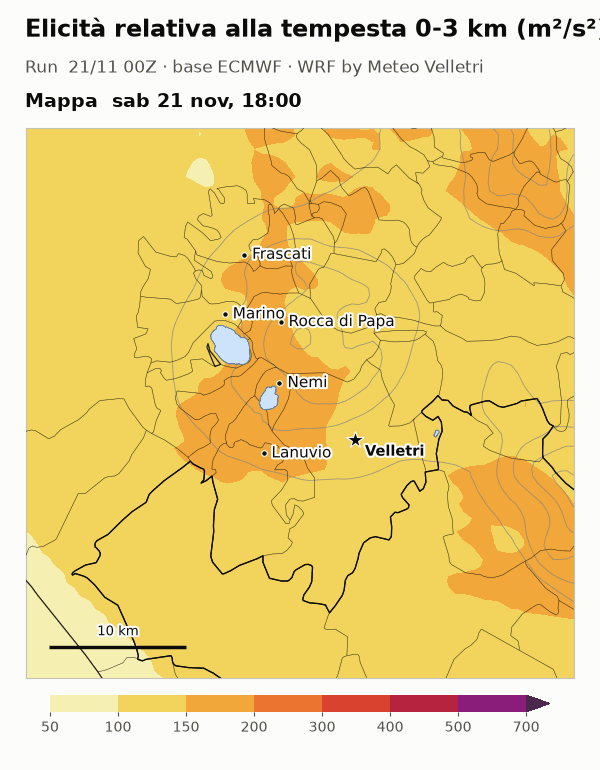 Elicità relativa alla tempesta 0-3 km (m²/s²)
Run 21/11 00Z · base ECMWF · WRF by Meteo Velletri
Mappa sab 21 nov, 18:00
Frascati
Marino
Rocca di Papa
Nemi
Velletri
Lanuvio
10 km
50 100 150 200 300 400 500 700